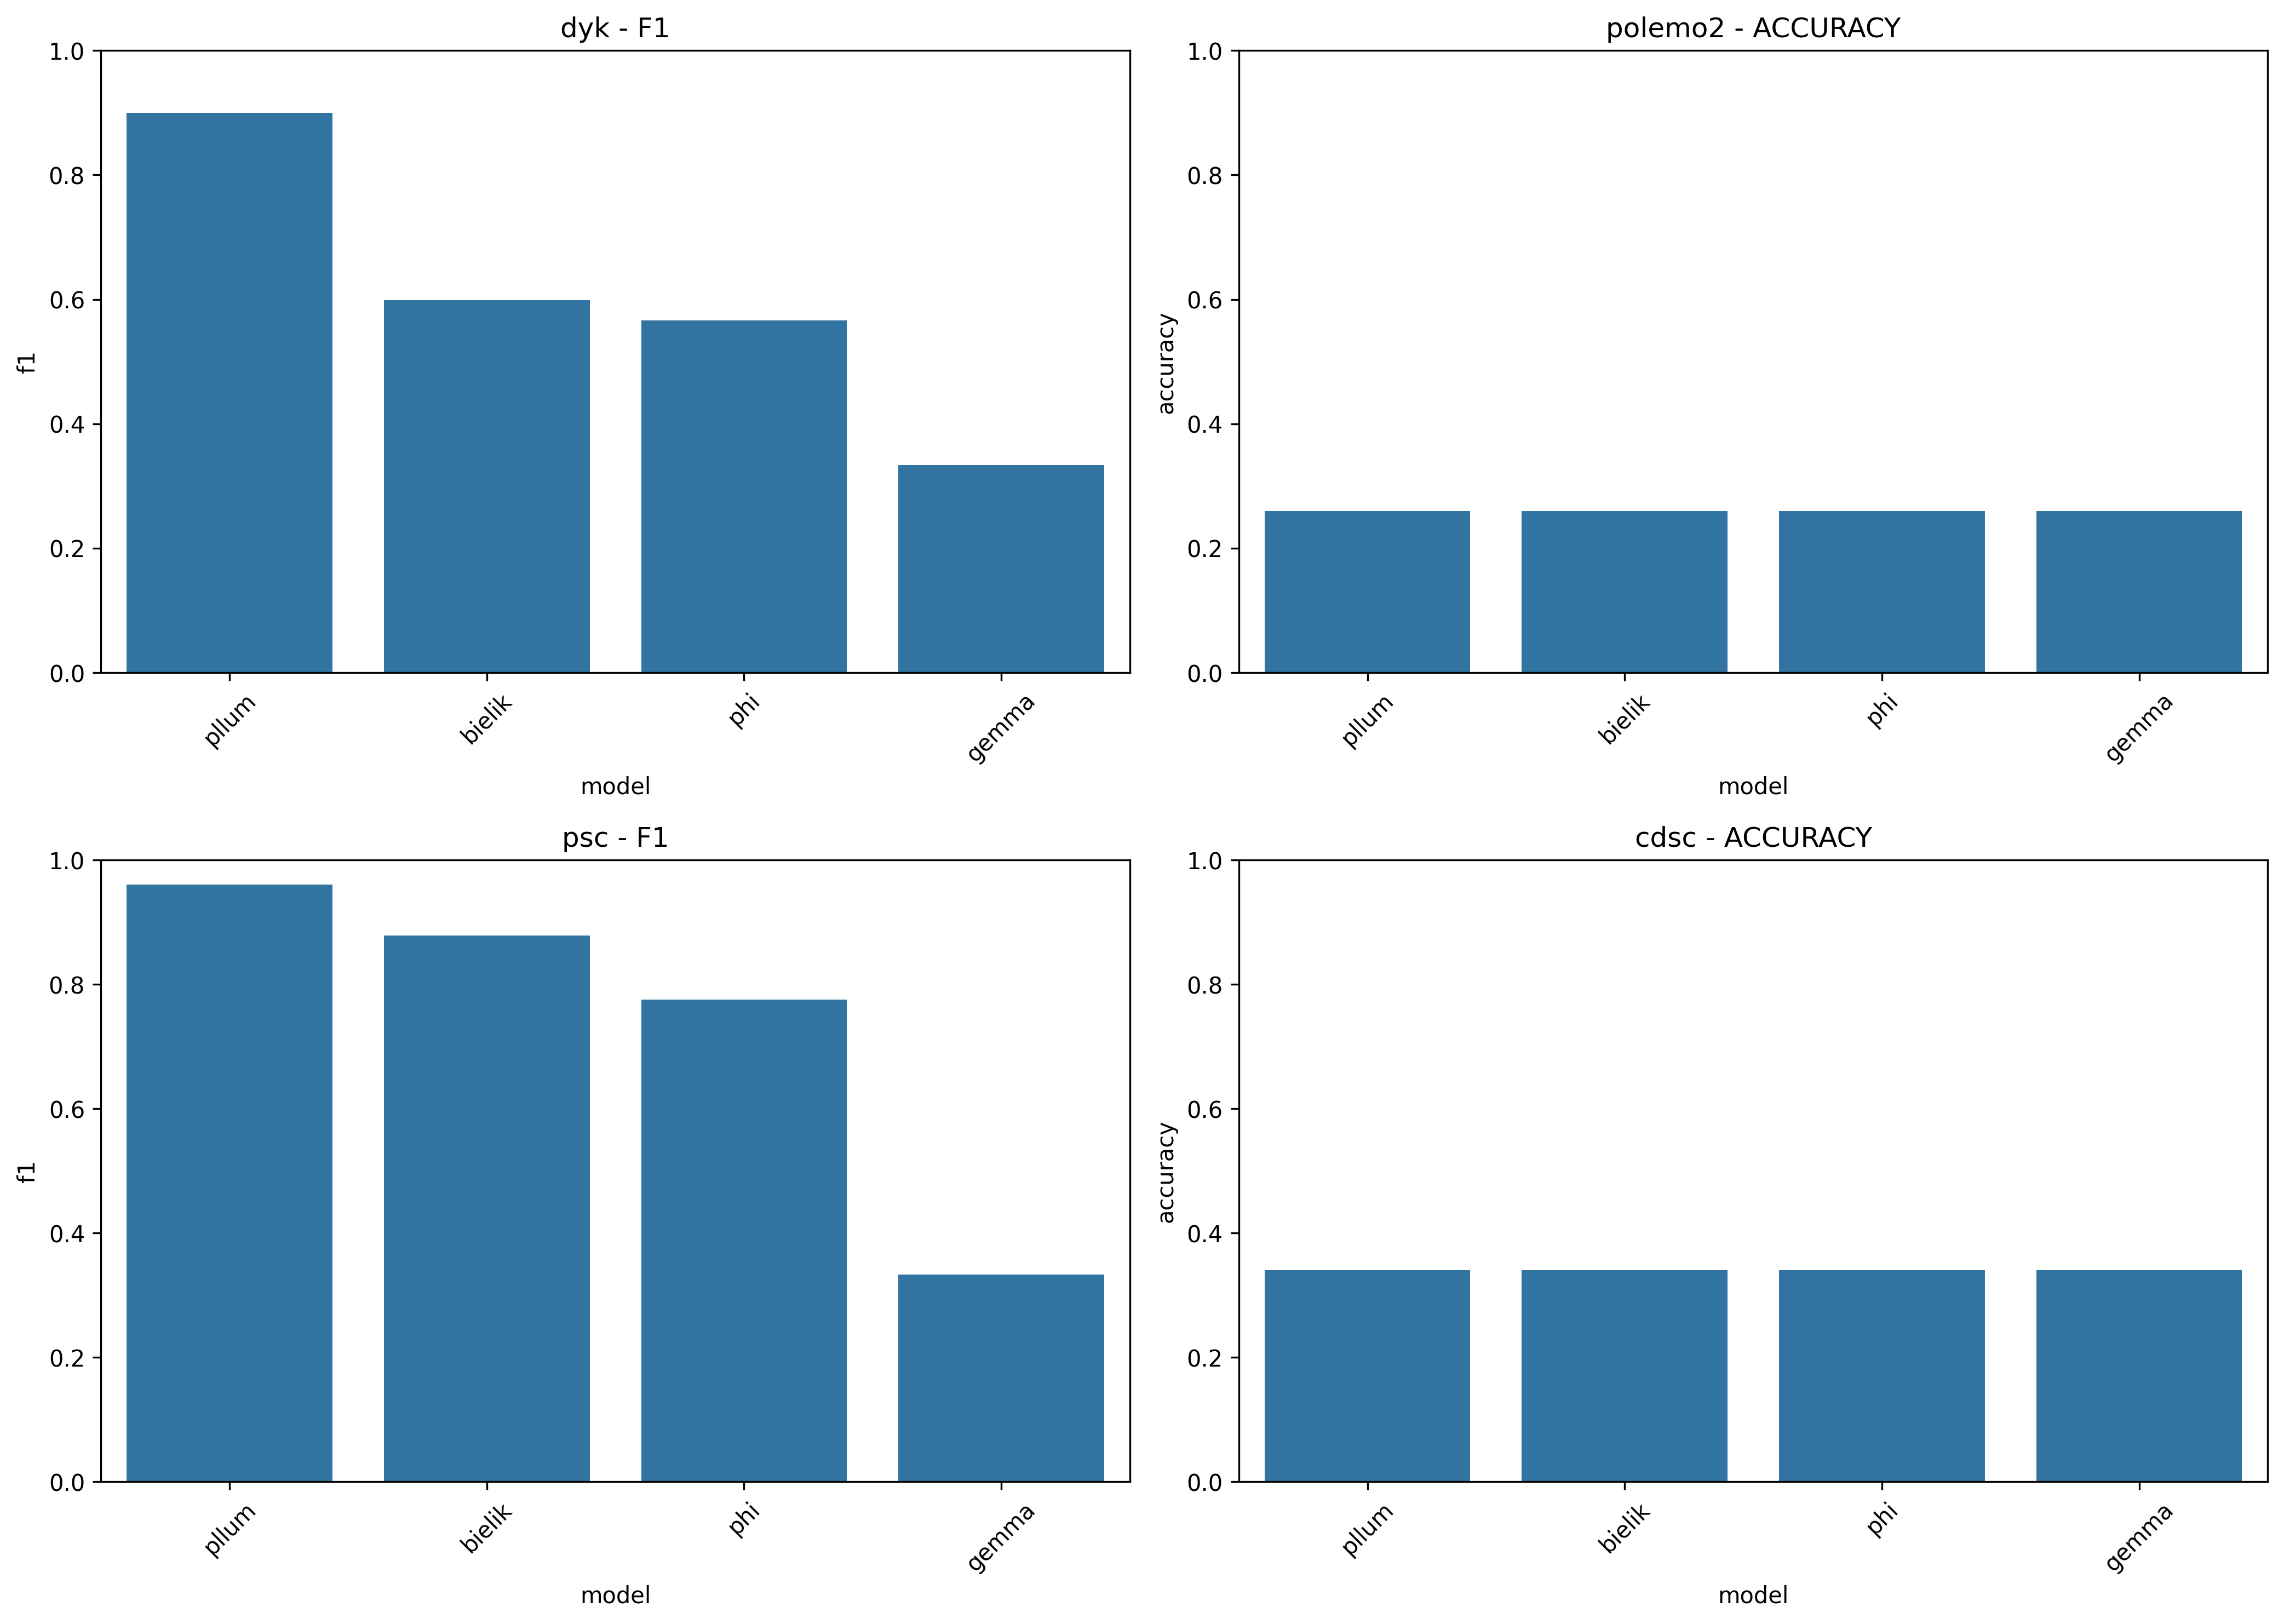 dyk - F1
1.0
0.8
0.6
0.4
0.2
0.0
f1
pllum
bielik
phi
gemma
model
polemo2 - ACCURACY
1.0
0.8
0.6
0.4
0.2
0.0
accuracy
pllum
bielik
phi
gemma
model
psc - F1
1.0
0.8
0.6
0.4
0.2
0.0
f1
pllum
bielik
phi
gemma
model
cdsc - ACCURACY
1.0
0.8
0.6
0.4
0.2
0.0
accuracy
pllum
bielik
phi
gemma
model